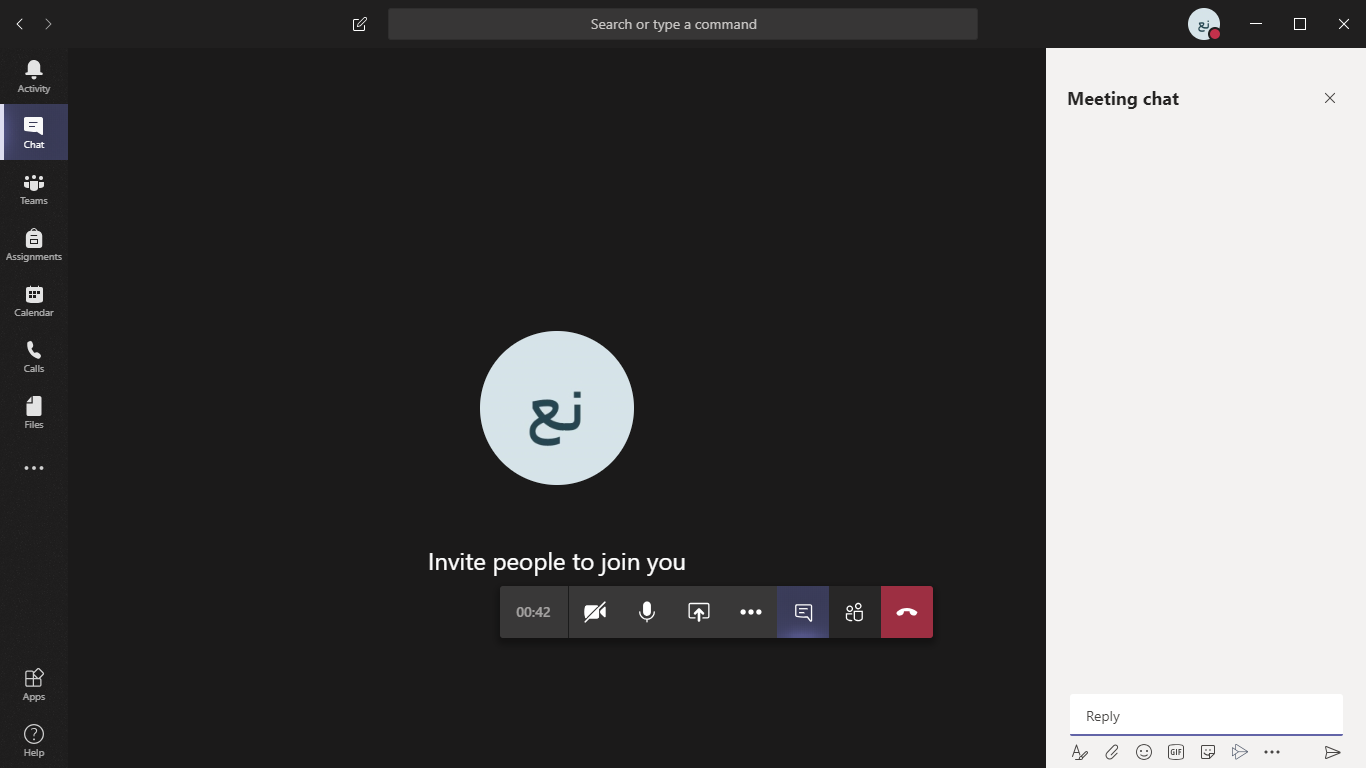 Search or type a command
نع
Activity
Chat
Teams
Assignments
Calendar
Calls
Files
Apps
Help
نع
Invite people to join you
00:42
Meeting chat
Reply
GIF